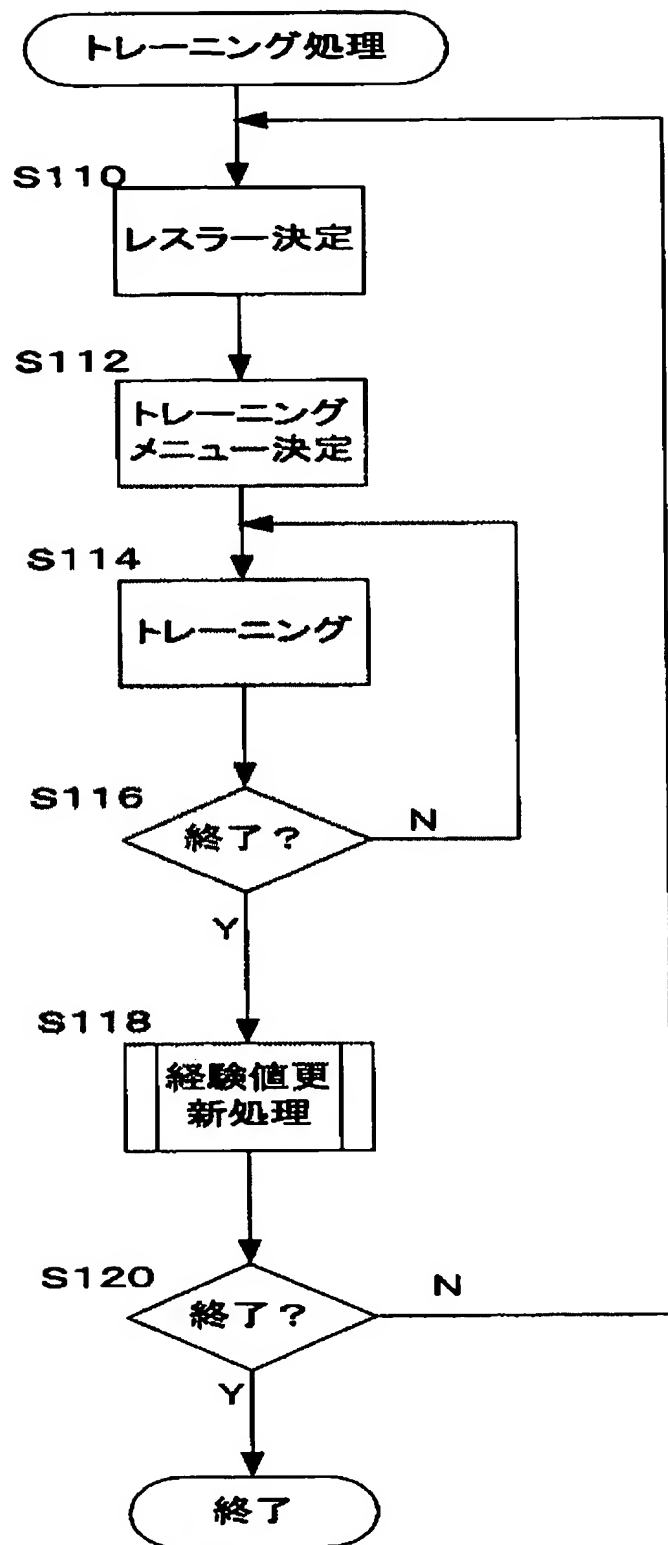 トレーニング処理
S110
レスラー決定
S112
トレーニング
メニュー決定
S114
トレーニング
S116
終了?
N
Y
S118
経験値更
新処理
S120
終了?
N
Y
終了